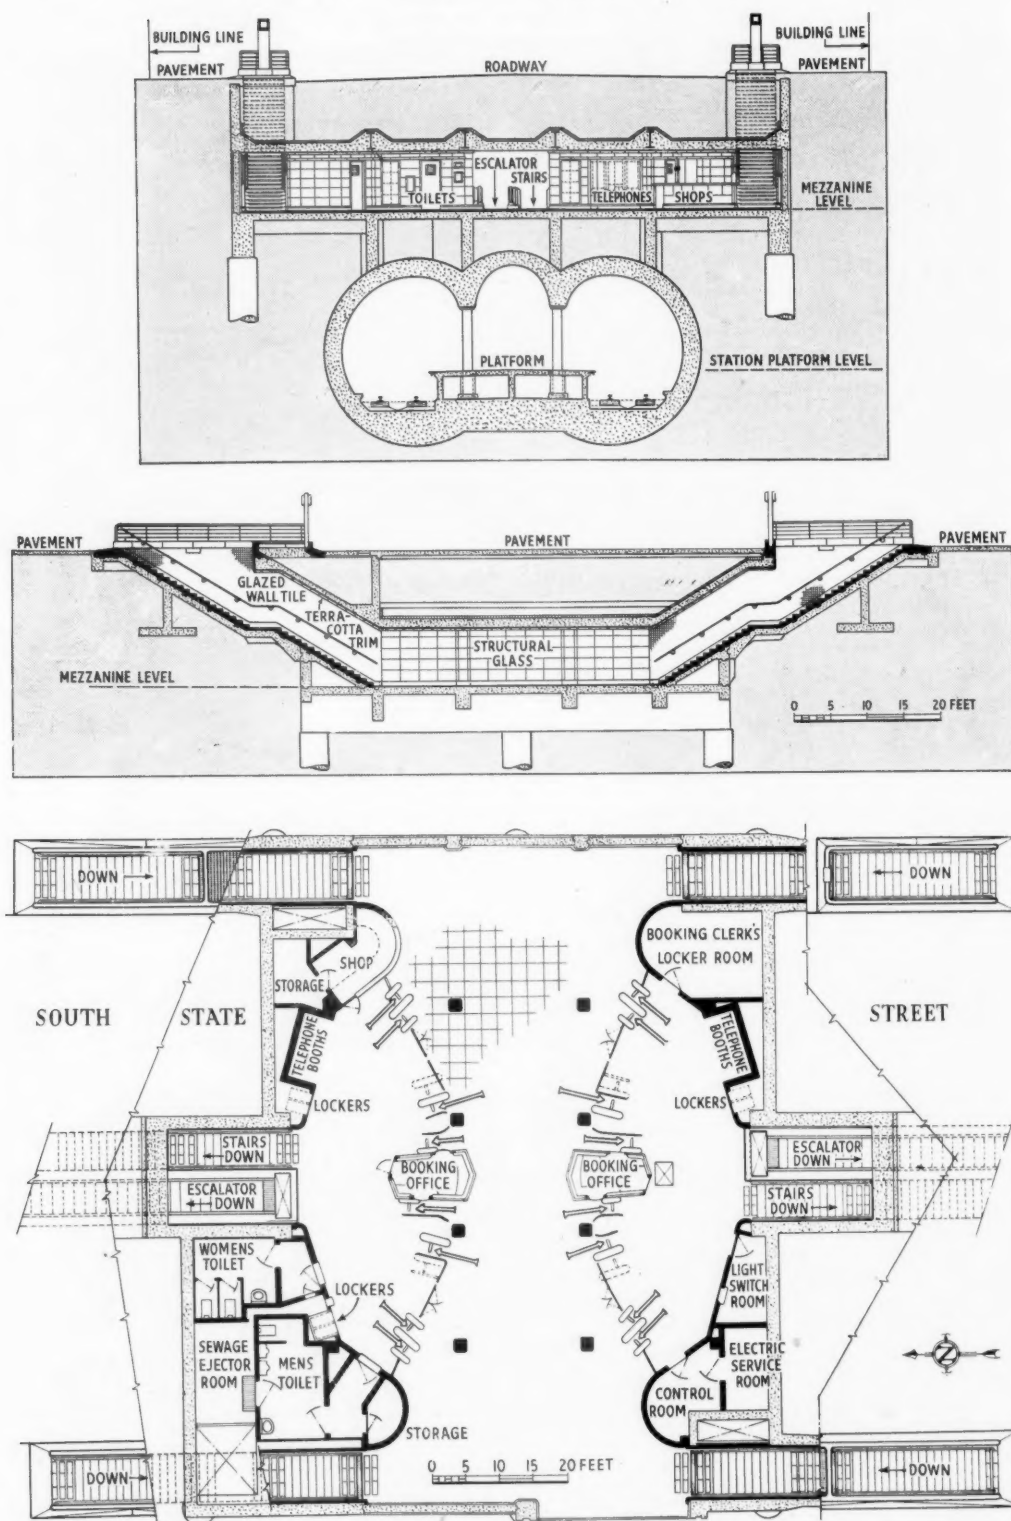 BUILDING LINE
PAVEMENT
ROADWAY
BUILDING LINE
PAVEMENT
TOILETS
ESCALATOR
STAIRS
TELEPHONES
SHOPS
MEZZANINE
LEVEL
PLATFORM
STATION PLATFORM LEVEL
PAVEMENT
PAVEMENT
PAVEMENT
GLAZED
WALL TILE
TERRA-
COTTA
TRIM
STRUCTURAL
GLASS
MEZZANINE LEVEL
0 5 10 15 20 FEET
DOWN
DOWN
SHOP
STORAGE
BOOKING CLERK'S
LOCKER ROOM
SOUTH STATE STREET
TELEPHONE
BOOTHS
TELEPHONE
BOOTHS
LOCKERS
LOCKERS
STAIRS
DOWN
ESCALATOR
DOWN
BOOKING
OFFICE
BOOKING-
OFFICE
ESCALATOR
DOWN
STAIRS
DOWN
WOMENS
TOILET
LOCKERS
LIGHT
SWITCH
ROOM
SEWAGE
EJECTOR
ROOM
MENS
TOILET
STORAGE
CONTROL
ROOM
ELECTRIC
SERVICE
ROOM
N
DOWN
0 5 10 15 20 FEET
DOWN